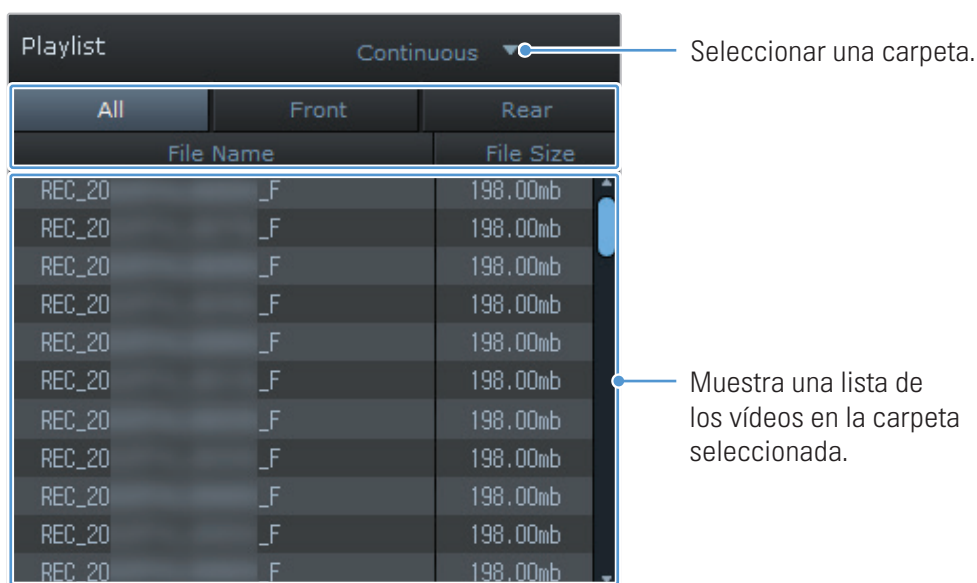 Playlist
Continuous
Seleccionar una carpeta.
All Front Rear
File Name File Size
REC_20 _F 198.00mb
REC_20 _F 198.00mb
REC_20 _F 198.00mb
REC_20 _F 198.00mb
REC_20 _F 198.00mb
REC_20 _F 198.00mb
REC_20 _F 198.00mb
REC_20 _F 198.00mb
REC_20 _F 198.00mb
REC_20 _F 198.00mb
REC_20 _F 198.00mb
Muestra una lista de
los vídeos en la carpeta
seleccionada.